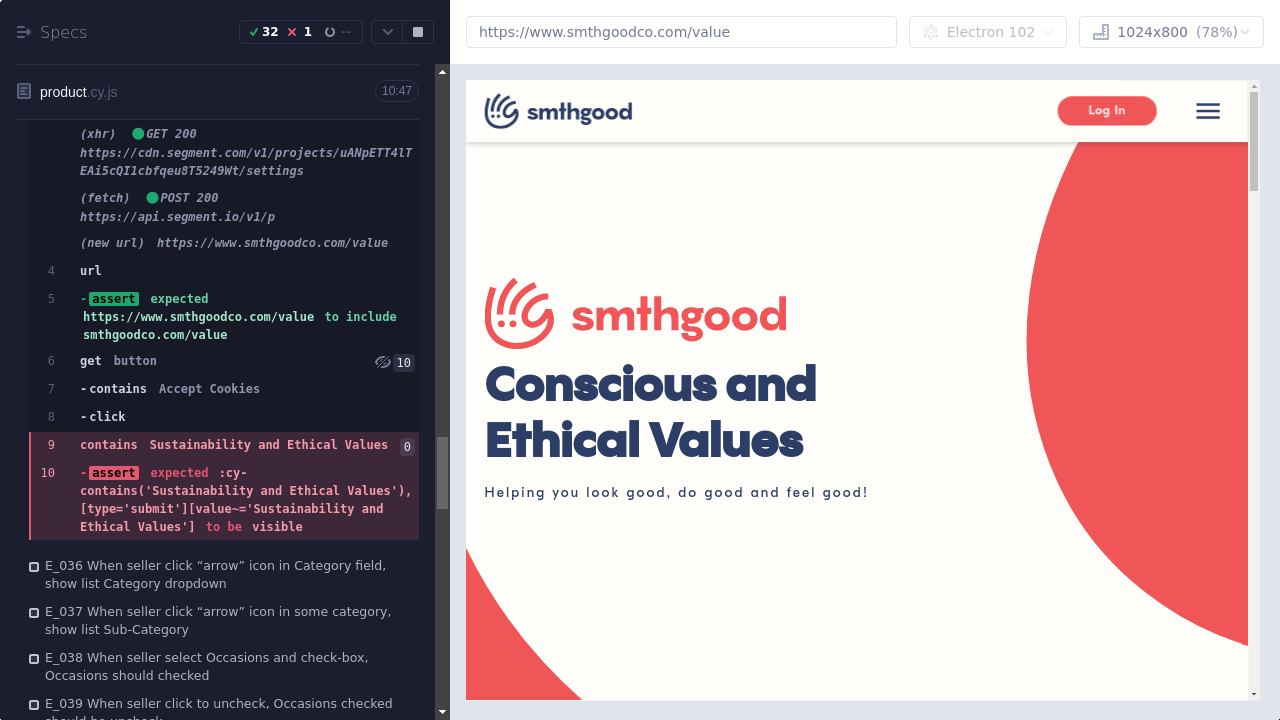 Specs
32
1
--
https://www.smthgoodco.com/value
Electron 102
1024x800 (78%)
product.cy.js
10:47
(xhr) GET 200
https://cdn.segment.com/v1/projects/uANpETT4lT
EAi5cQI1cbfqeu8T5249Wt/settings
(fetch) POST 200
https://api.segment.io/v1/p
(new url) https://www.smthgoodco.com/value
4 url
5 -assert expected
https://www.smthgoodco.com/value to include
smthgoodco.com/value
6 get button 10
7 -contains Accept Cookies
8 -click
9 contains Sustainability and Ethical Values 0
10 -assert expected :cy-
contains('Sustainability and Ethical Values'),
[type='submit'][value~='Sustainability and
Ethical Values'] to be visible
E_036 When seller click “arrow” icon in Category field,
show list Category dropdown
E_037 When seller click “arrow” icon in some category,
show list Sub-Category
E_038 When seller select Occasions and check-box,
Occasions should checked
E_039 When seller click to uncheck, Occasions checked
should be uncheck
smthgood
Log In
smthgood
Conscious and
Ethical Values
Helping you look good, do good and feel good!